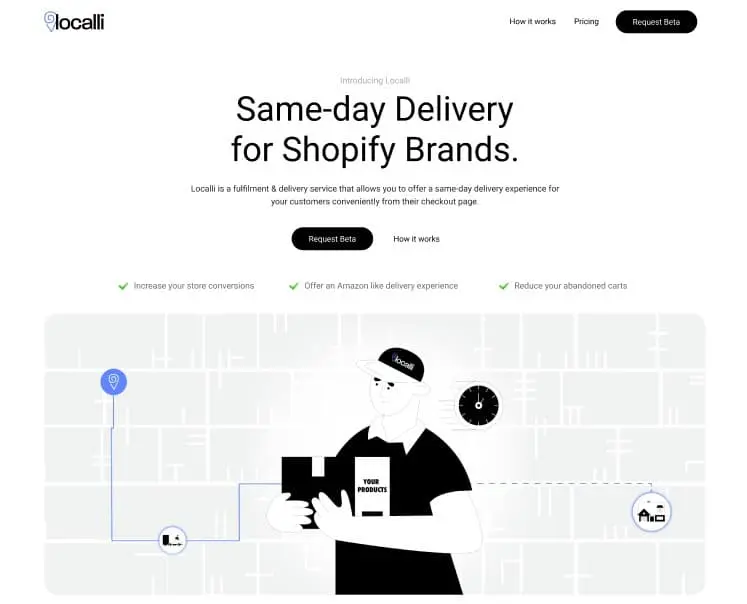 localli
How it works Pricing Request Beta
Introducing Localli
Same-day Delivery
for Shopify Brands.
Localli is a fulfilment & delivery service that allows you to offer a same-day delivery experience for
your customers conveniently from their checkout page
Request Beta How it works
Increase your store conversions Offer an Amazon like delivery experience Reduce your abandoned carts
localli
YOUR
PRODUCTS